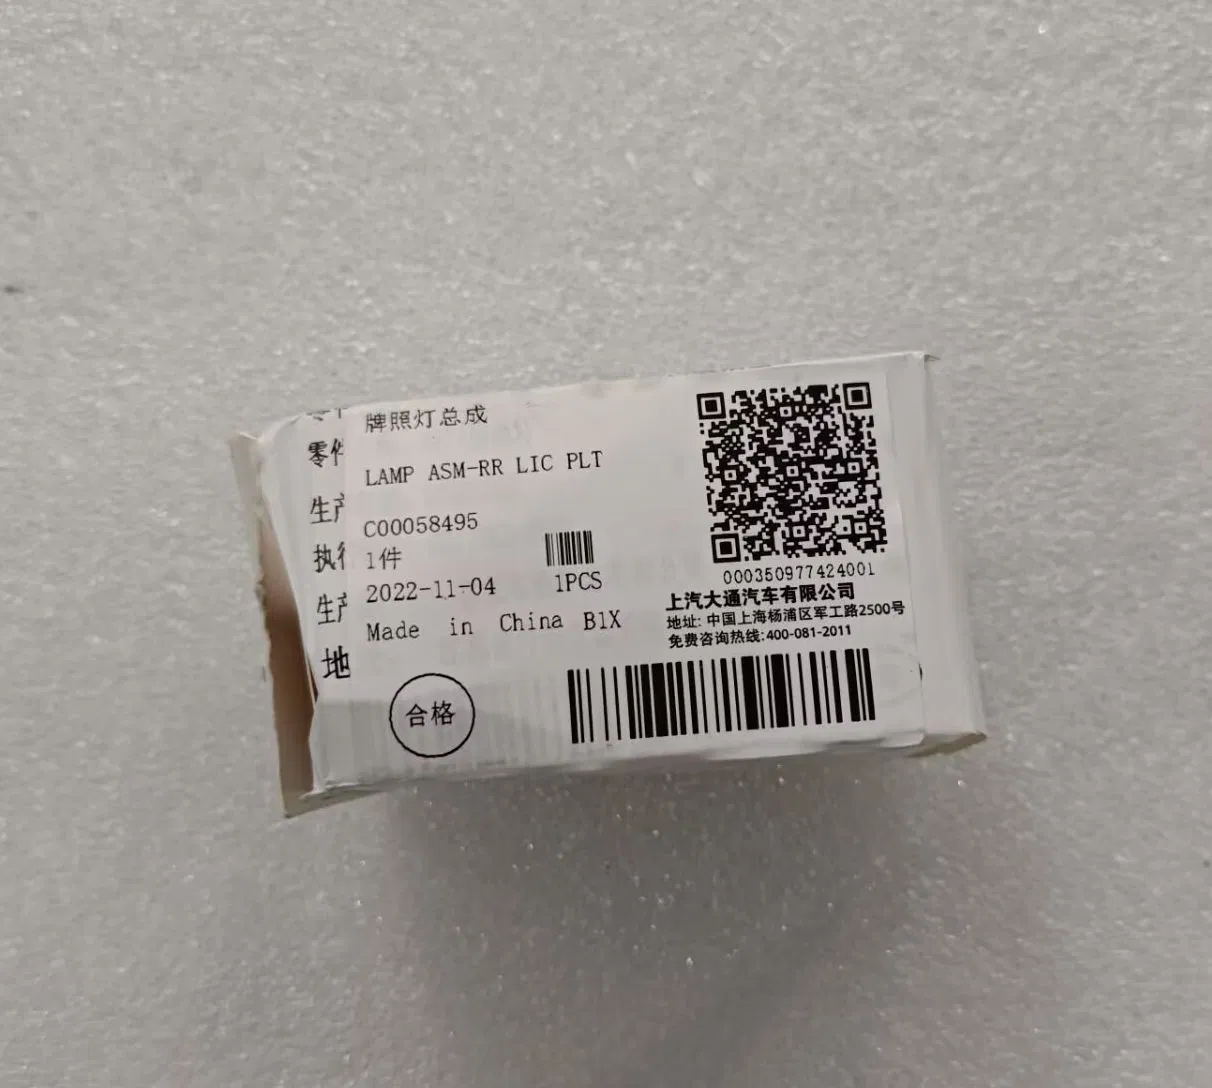 零件
生产
执行
生产
地
牌照灯总成
LAMP ASM-RR LIC PLT
C00058495
1件
2022-11-04 1PCS
Made in China B1X
合格
000350977424001
上汽大通汽车有限公司
地址: 中国上海杨浦区军工路2500号
免费咨询热线:400-081-2011